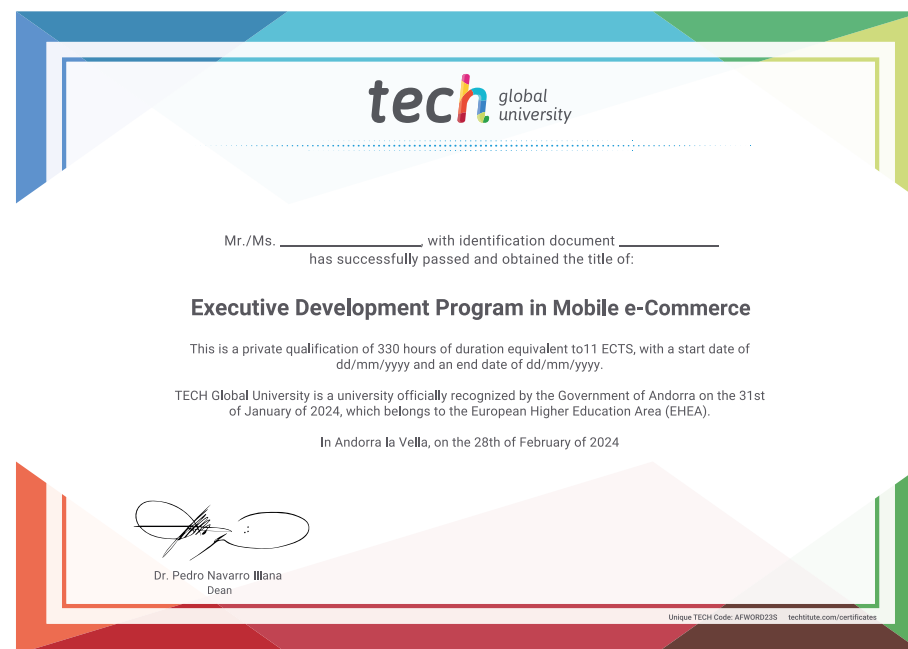 tech global university
Mr./Ms. ____________________, with identification document ______________
has successfully passed and obtained the title of:
Executive Development Program in Mobile e-Commerce
This is a private qualification of 330 hours of duration equivalent to11 ECTS, with a start date of
dd/mm/yyyy and an end date of dd/mm/yyyy.
TECH Global University is a university officially recognized by the Government of Andorra on the 31st
of January of 2024, which belongs to the European Higher Education Area (EHEA).
In Andorra la Vella, on the 28th of February of 2024
Dr. Pedro Navarro Illana
Dean
Unique TECH Code: AFWORD23S techtitute.com/certificates